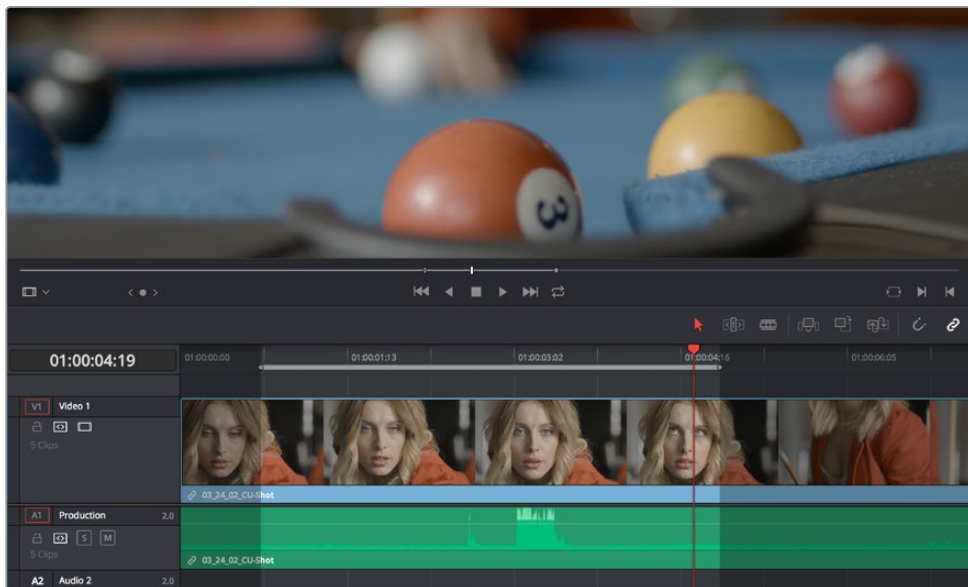 3
01:00:04:19
01:00:00:00
01:00:01:13
01:00:03:02
01:00:04:16
01:00:06:05
V1 Video 1
5 Clips
03_24_02_CU-Shot
A1 Production 2.0
S M
5 Clips
03_24_02_CU-Shot
A2 Audio 2 2.0